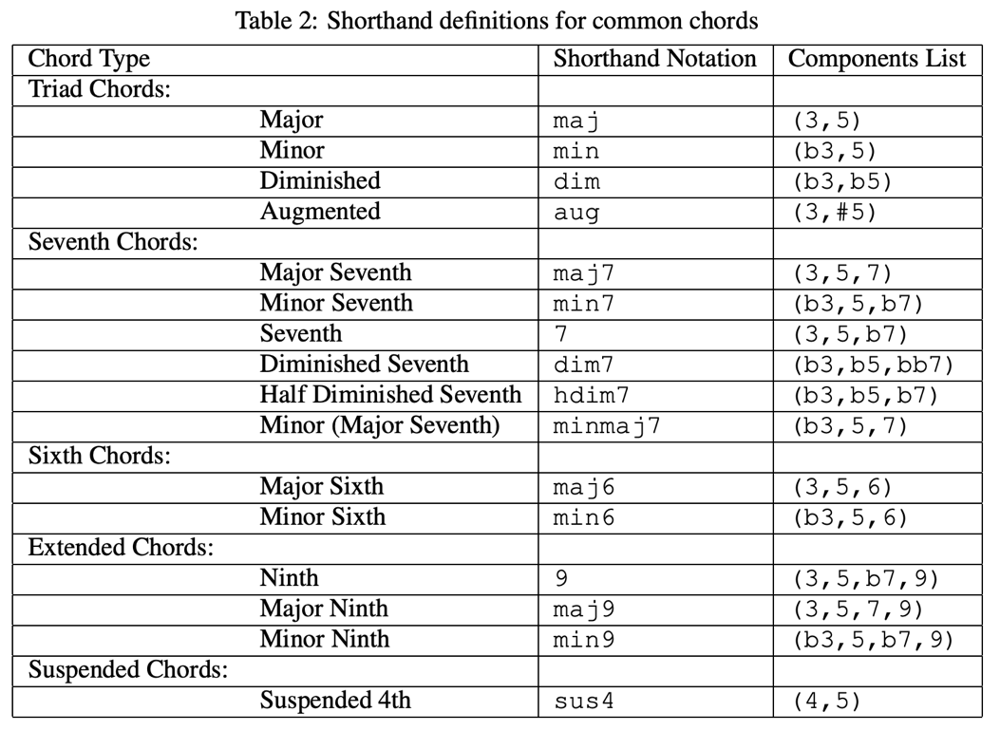 Table 2: Shorthand definitions for common chords
Chord Type Shorthand Notation Components List
Triad Chords:
Major maj (3,5)
Minor min (b3,5)
Diminished dim (b3,b5)
Augmented aug (3,#5)
Seventh Chords:
Major Seventh maj7 (3,5,7)
Minor Seventh min7 (b3,5,b7)
Seventh 7 (3,5,b7)
Diminished Seventh dim7 (b3,b5,bb7)
Half Diminished Seventh hdim7 (b3,b5,b7)
Minor (Major Seventh) minmaj7 (b3,5,7)
Sixth Chords:
Major Sixth maj6 (3,5,6)
Minor Sixth min6 (b3,5,6)
Extended Chords:
Ninth 9 (3,5,b7,9)
Major Ninth maj9 (3,5,7,9)
Minor Ninth min9 (b3,5,b7,9)
Suspended Chords:
Suspended 4th sus4 (4,5)